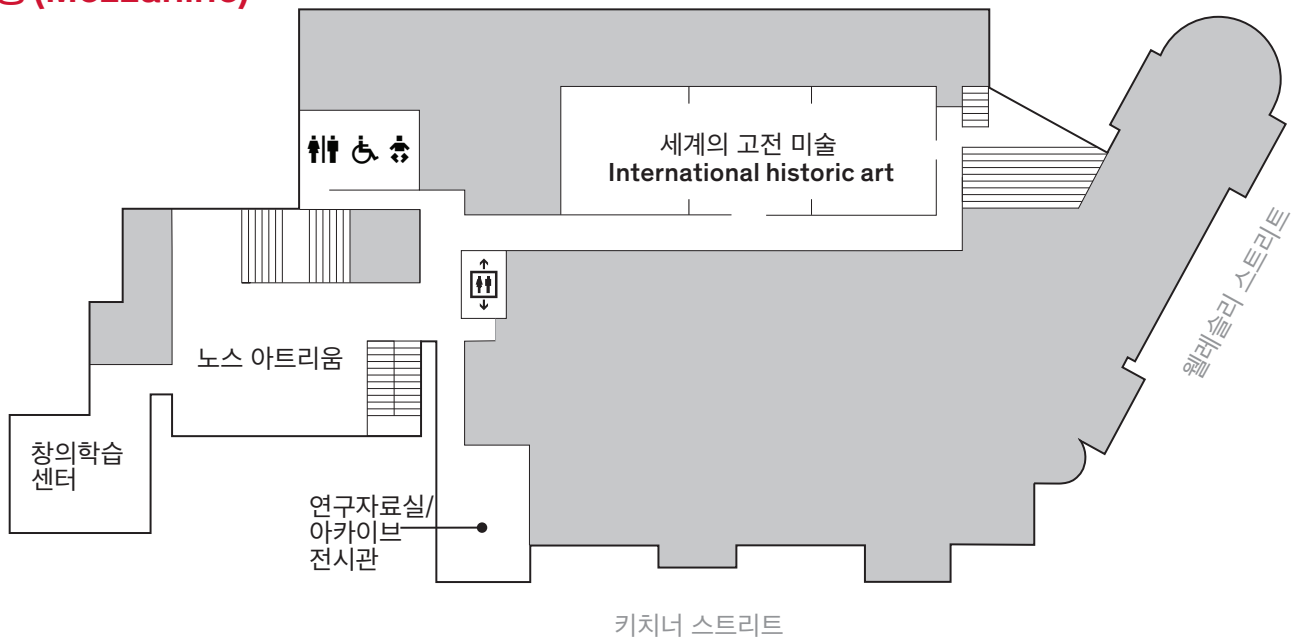 (Mezzanine)
세계의 고전 미술
International historic art
웰레슬리 스트리트
노스 아트리움
창의학습
센터
연구자료실/
아카이브
전시관
키치너 스트리트